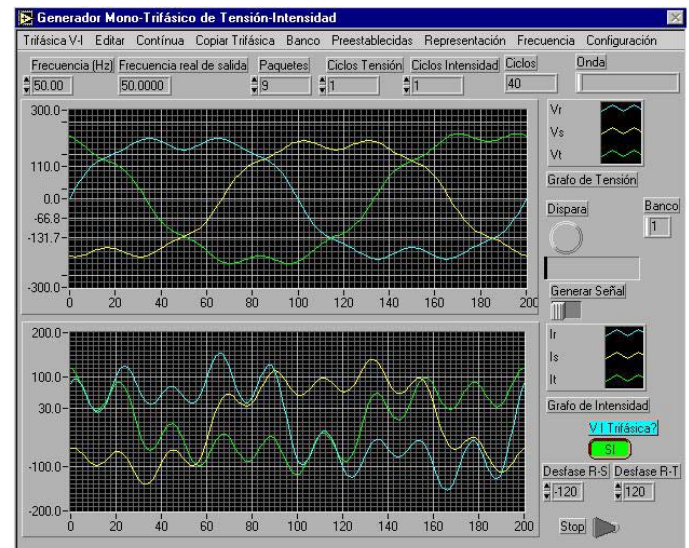 Generador Mono-Trifásico de Tensión-Intensidad
Trifásica V-I Editar Contínua Copiar Trifásica Banco Preestablecidas Representación Frecuencia Configuración
Frecuencia (Hz) Frecuencia real de salida Paquetes Ciclos Tensión Ciclos Intensidad Ciclos Onda
50.00 50.0000 9 1 1 40
300.0
110.0
0.0
-66.8
-131.7
-300.0
0 20 40 60 80 100 120 140 160 180 200
Vr
Vs
Vt
Grafo de Tensión
Dispara Banco
1
Generar Señal
200.0
100.0
30.0
-100.0
-200.0
0 20 40 60 80 100 120 140 160 180 200
Ir
Is
It
Grafo de Intensidad
V I Trifásica?
SI
Desfase R-S Desfase R-T
-120 120
Stop